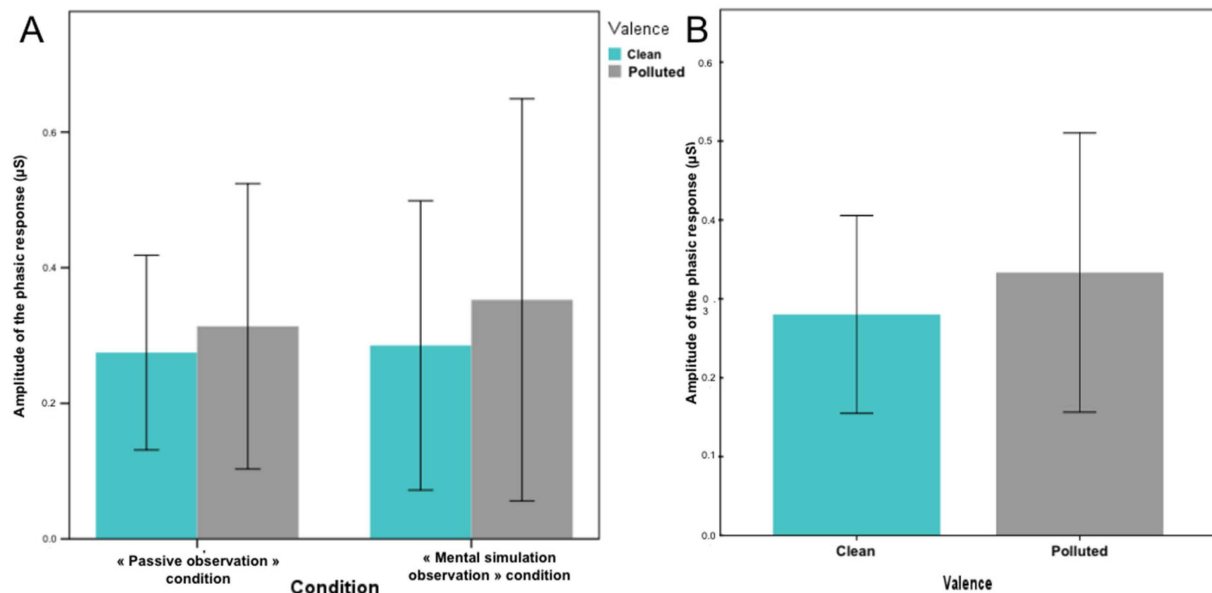 A
Valence
Clean
Polluted
Amplitude of the phasic response (µS)
0.6
0.4
0.2
0.0
« Passive observation »
condition
« Mental simulation
observation » condition
Condition
B
Amplitude of the phasic response (µS)
0.6
0.5
0.4
0.
3
0.2
0.1
0.0
Clean
Polluted
Valence